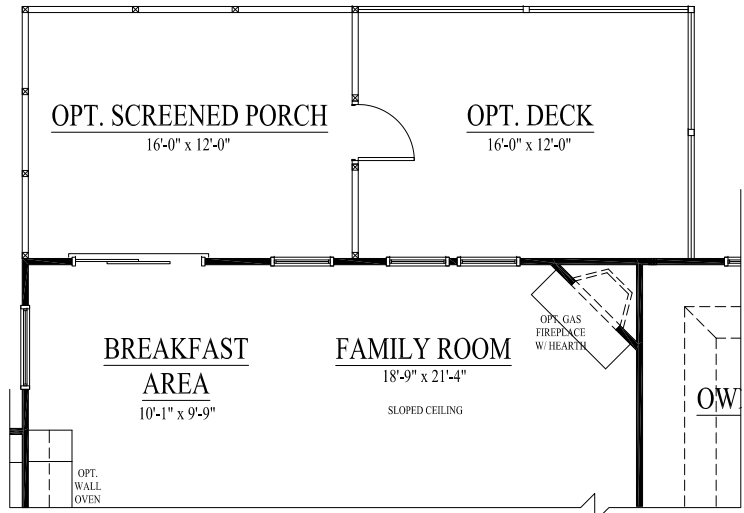 OPT. SCREENED PORCH
16'-0" x 12'-0"
OPT. DECK
16'-0" x 12'-0"
OPT. GAS
FIREPLACE
W/ HEARTH
BREAKFAST
AREA
10'-1" x 9'-9"
FAMILY ROOM
18'-9" x 21'-4"
SLOPED CEILING
OPT.
WALL
OVEN